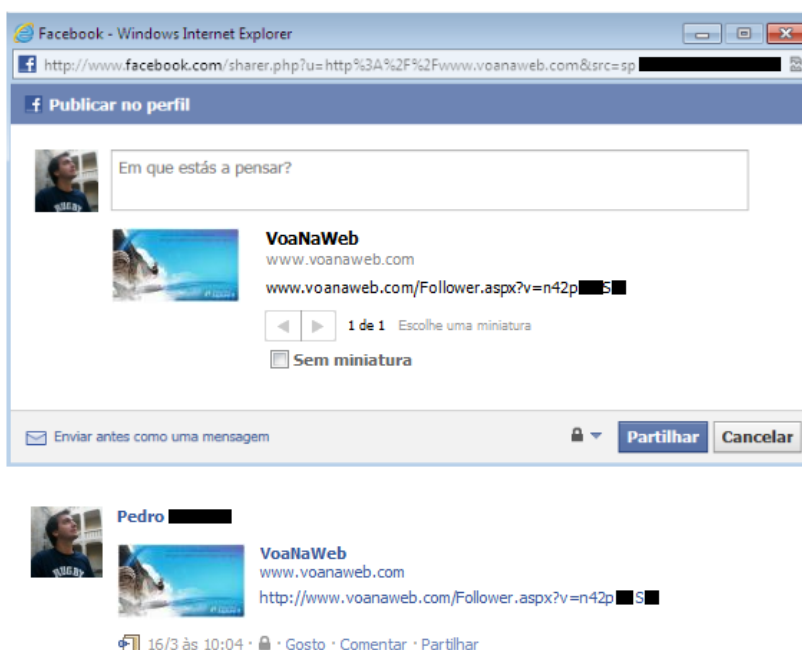 Facebook - Windows Internet Explorer
http://www.facebook.com/sharer.php?u=http%3A%2F%2Fwww.voanaweb.com&src=sp
Publicar no perfil
Em que estás a pensar?
RUGBY
VoaNaWeb
www.voanaweb.com
www.voanaweb.com/Follower.aspx?v=n42p S
1 de 1 Escolhe uma miniatura
Sem miniatura
Enviar antes como uma mensagem
Partilhar Cancelar
Pedro
RUGBY
VoaNaWeb
www.voanaweb.com
http://www.voanaweb.com/Follower.aspx?v=n42p S
16/3 às 10:04 · Gosto · Comentar · Partilhar